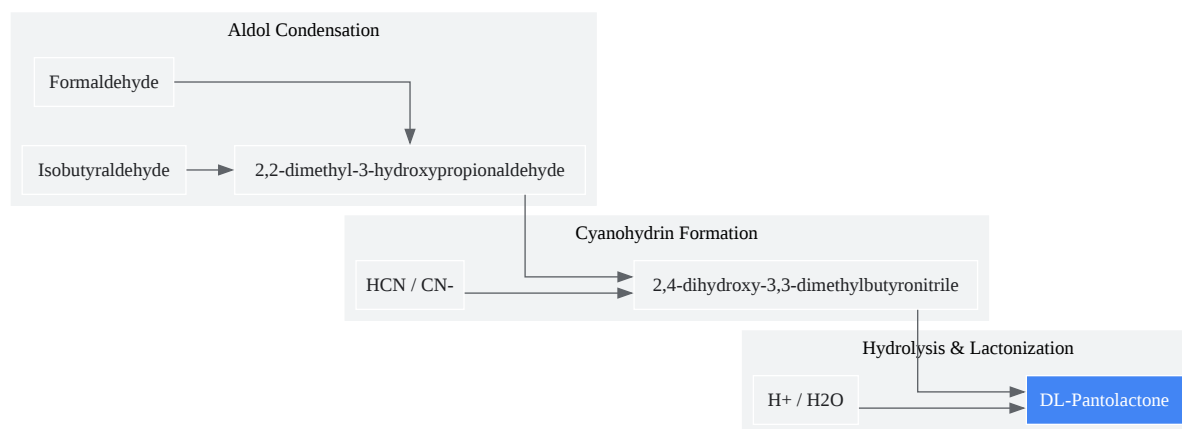 Aldol Condensation
Formaldehyde
Isobutyraldehyde
2,2-dimethyl-3-hydroxypropionaldehyde
Cyanohydrin Formation
HCN / CN-
2,4-dihydroxy-3,3-dimethylbutyronitrile
Hydrolysis & Lactonization
H+ / H2O
DL-Pantolactone